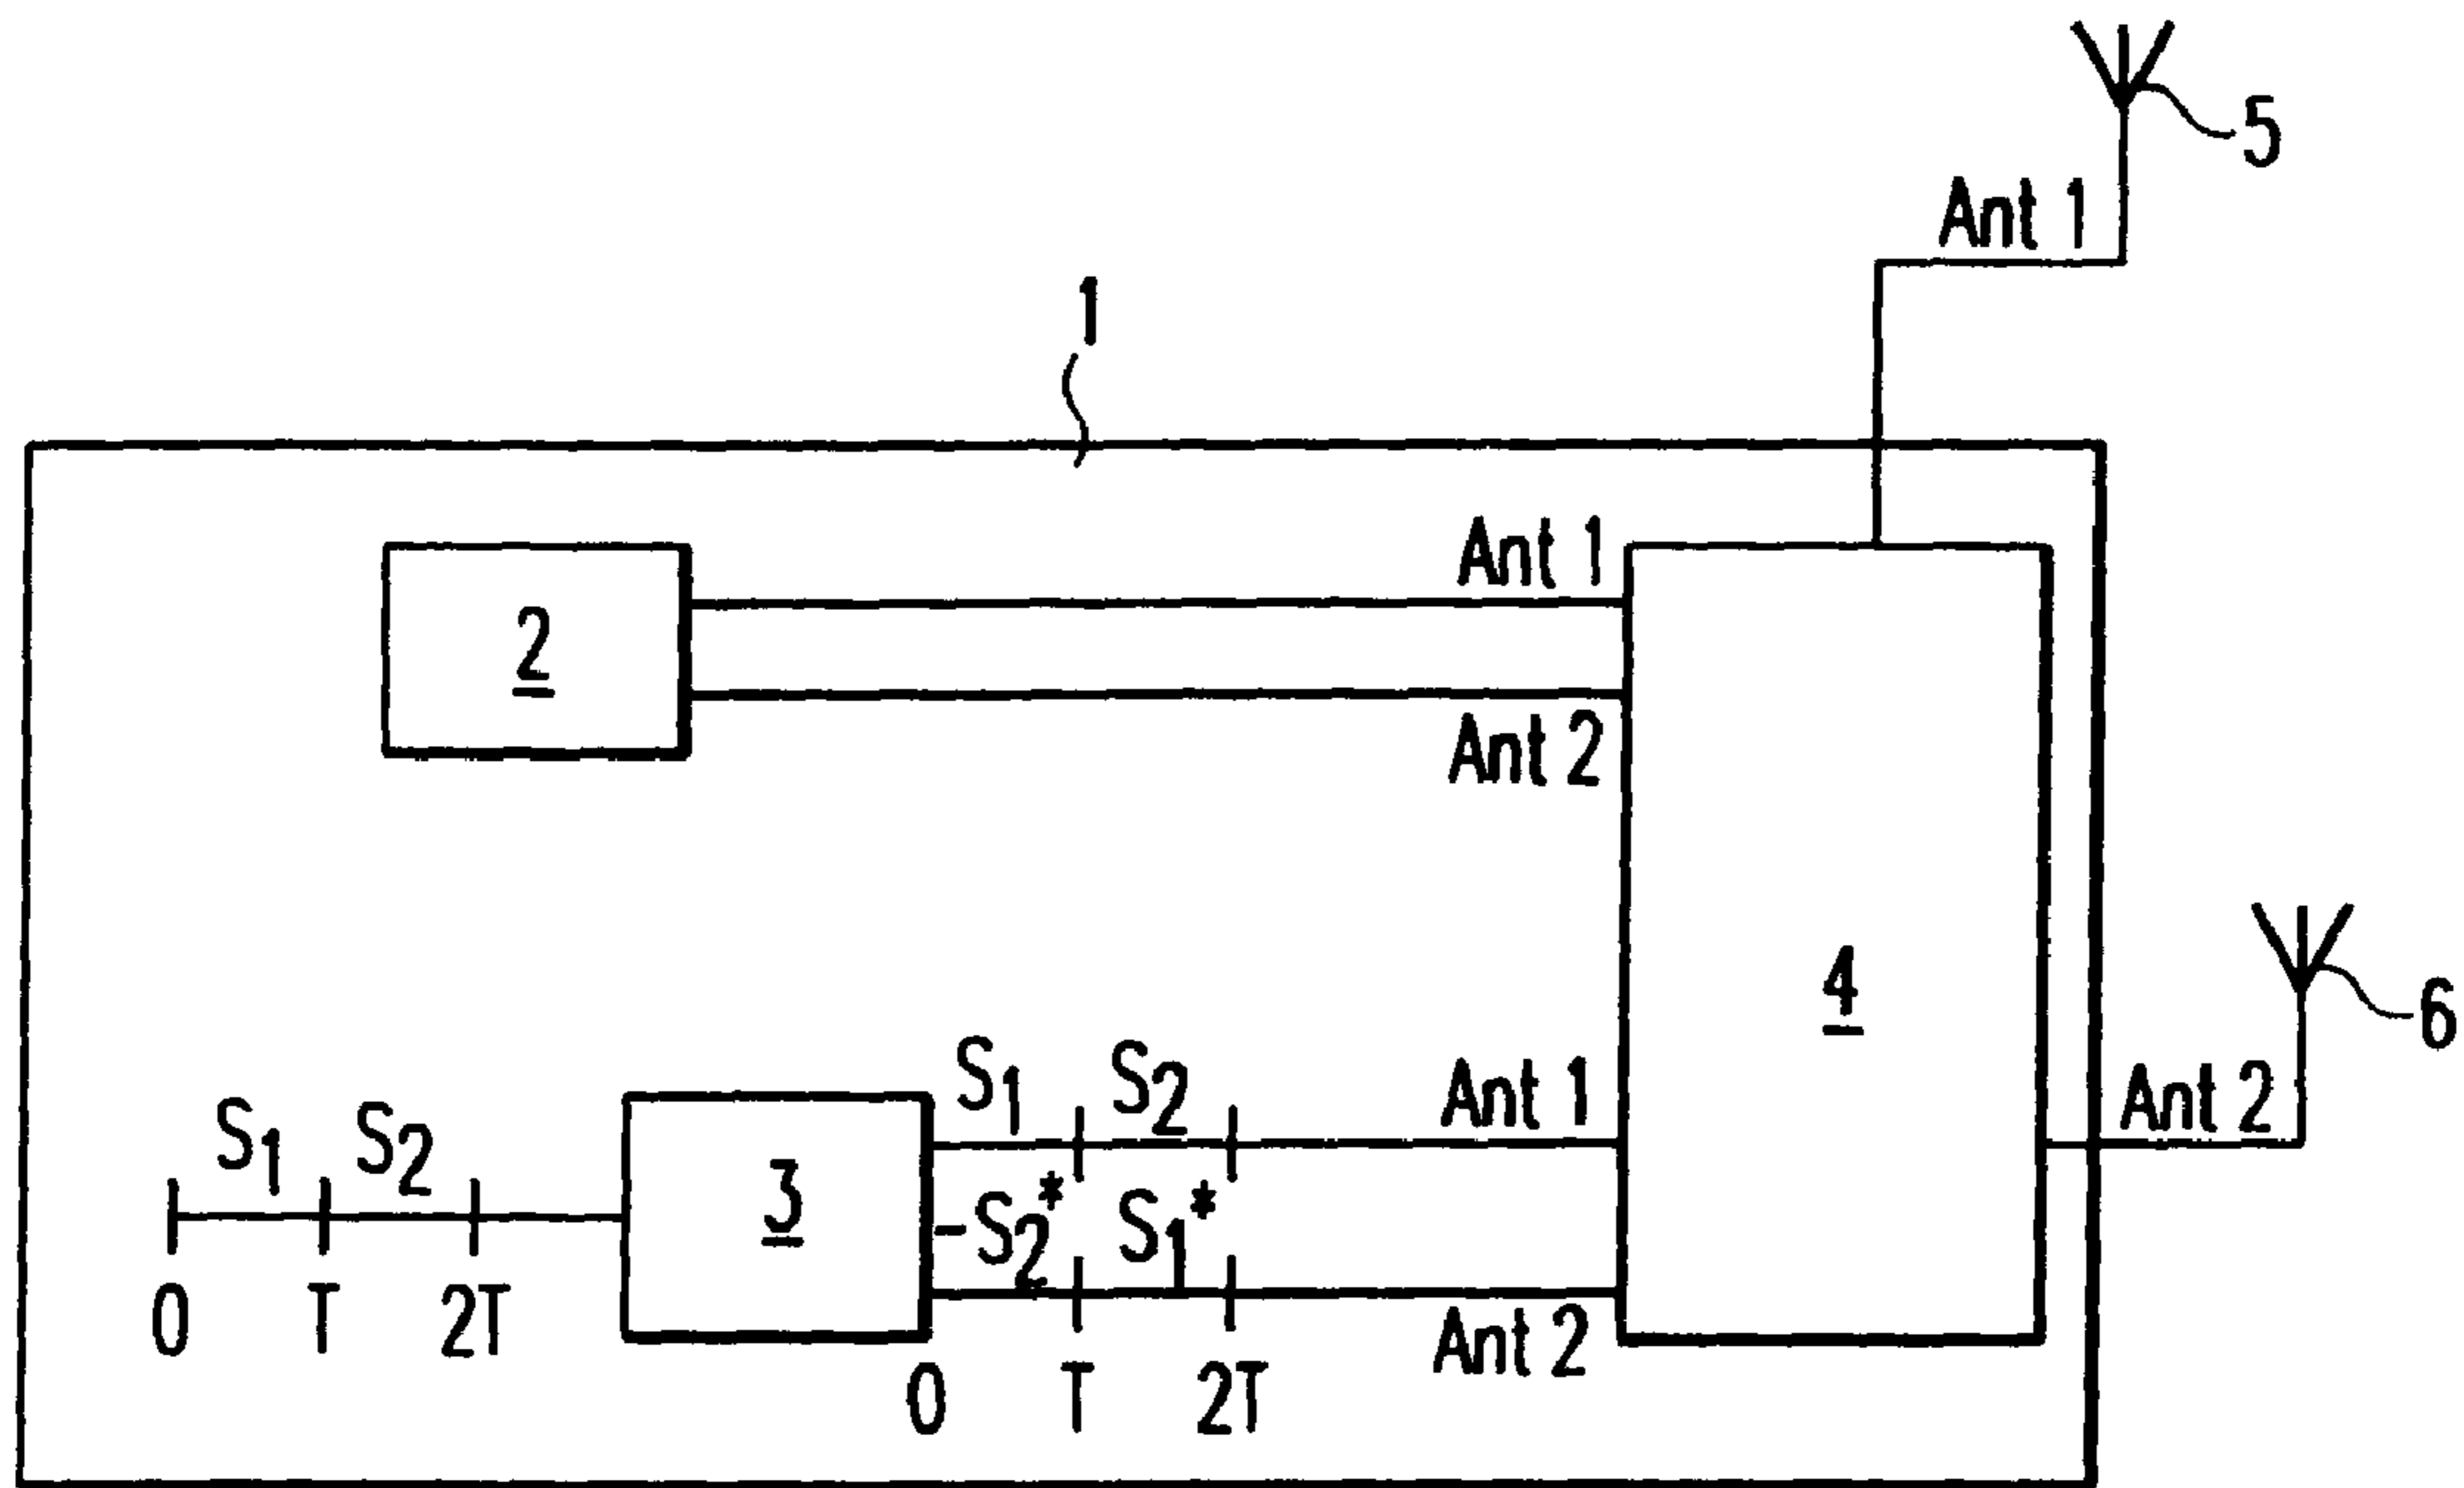 5
Ant 1
1
Ant 1
2
Ant 2
4
6
S1 S2 Ant 1 Ant 2
S1 S2
3
-S2* S1*
0 T 2T
Ant 2
0 T 2T